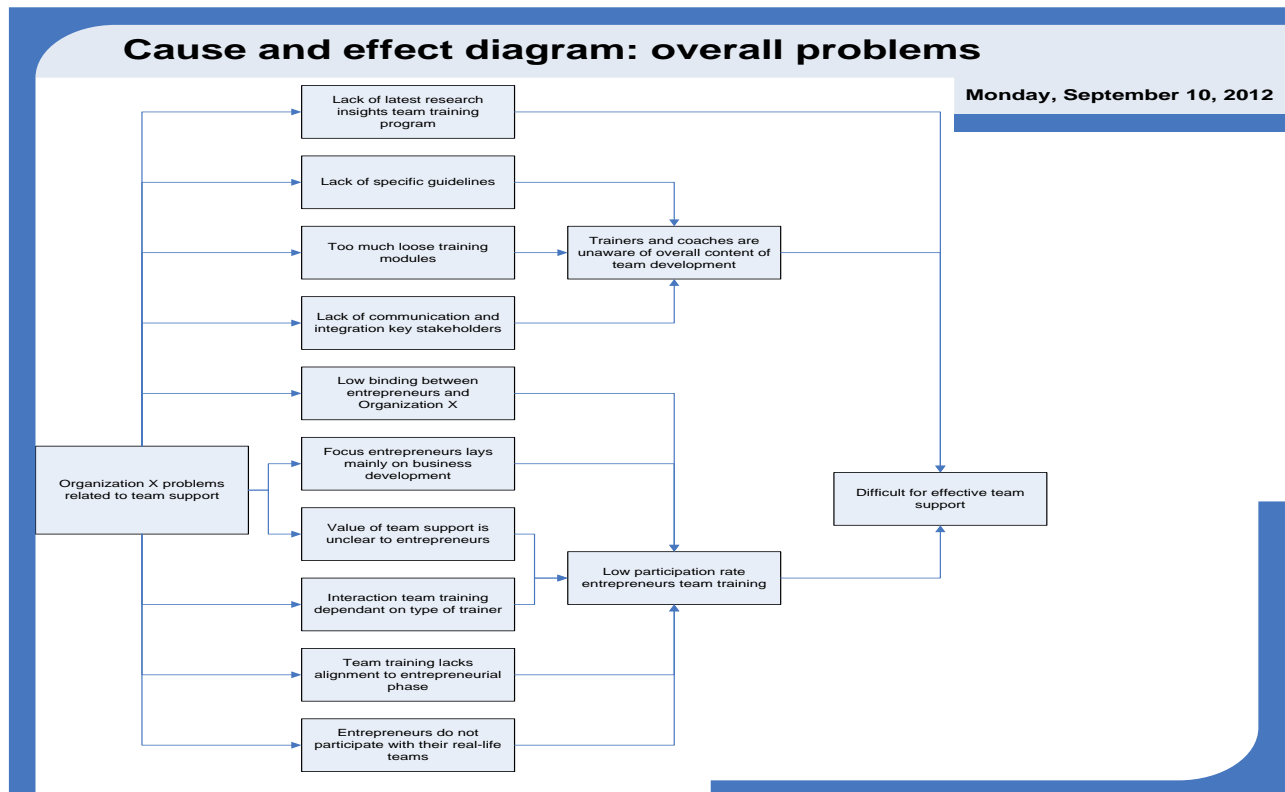 Cause and effect diagram: overall problems
Monday, September 10, 2012
Lack of latest research
insights team training
program
Lack of specific guidelines
Too much loose training
modules
Trainers and coaches are
unaware of overall content of
team development
Lack of communication and
integration key stakeholders
Low binding between
entrepreneurs and
Organization X
Focus entrepreneurs lays
mainly on business
development
Organization X problems
related to team support
Difficult for effective team
support
Value of team support is
unclear to entrepreneurs
Low participation rate
entrepreneurs team training
Interaction team training
dependant on type of trainer
Team training lacks
alignment to entrepreneurial
phase
Entrepreneurs do not
participate with their real-life
teams